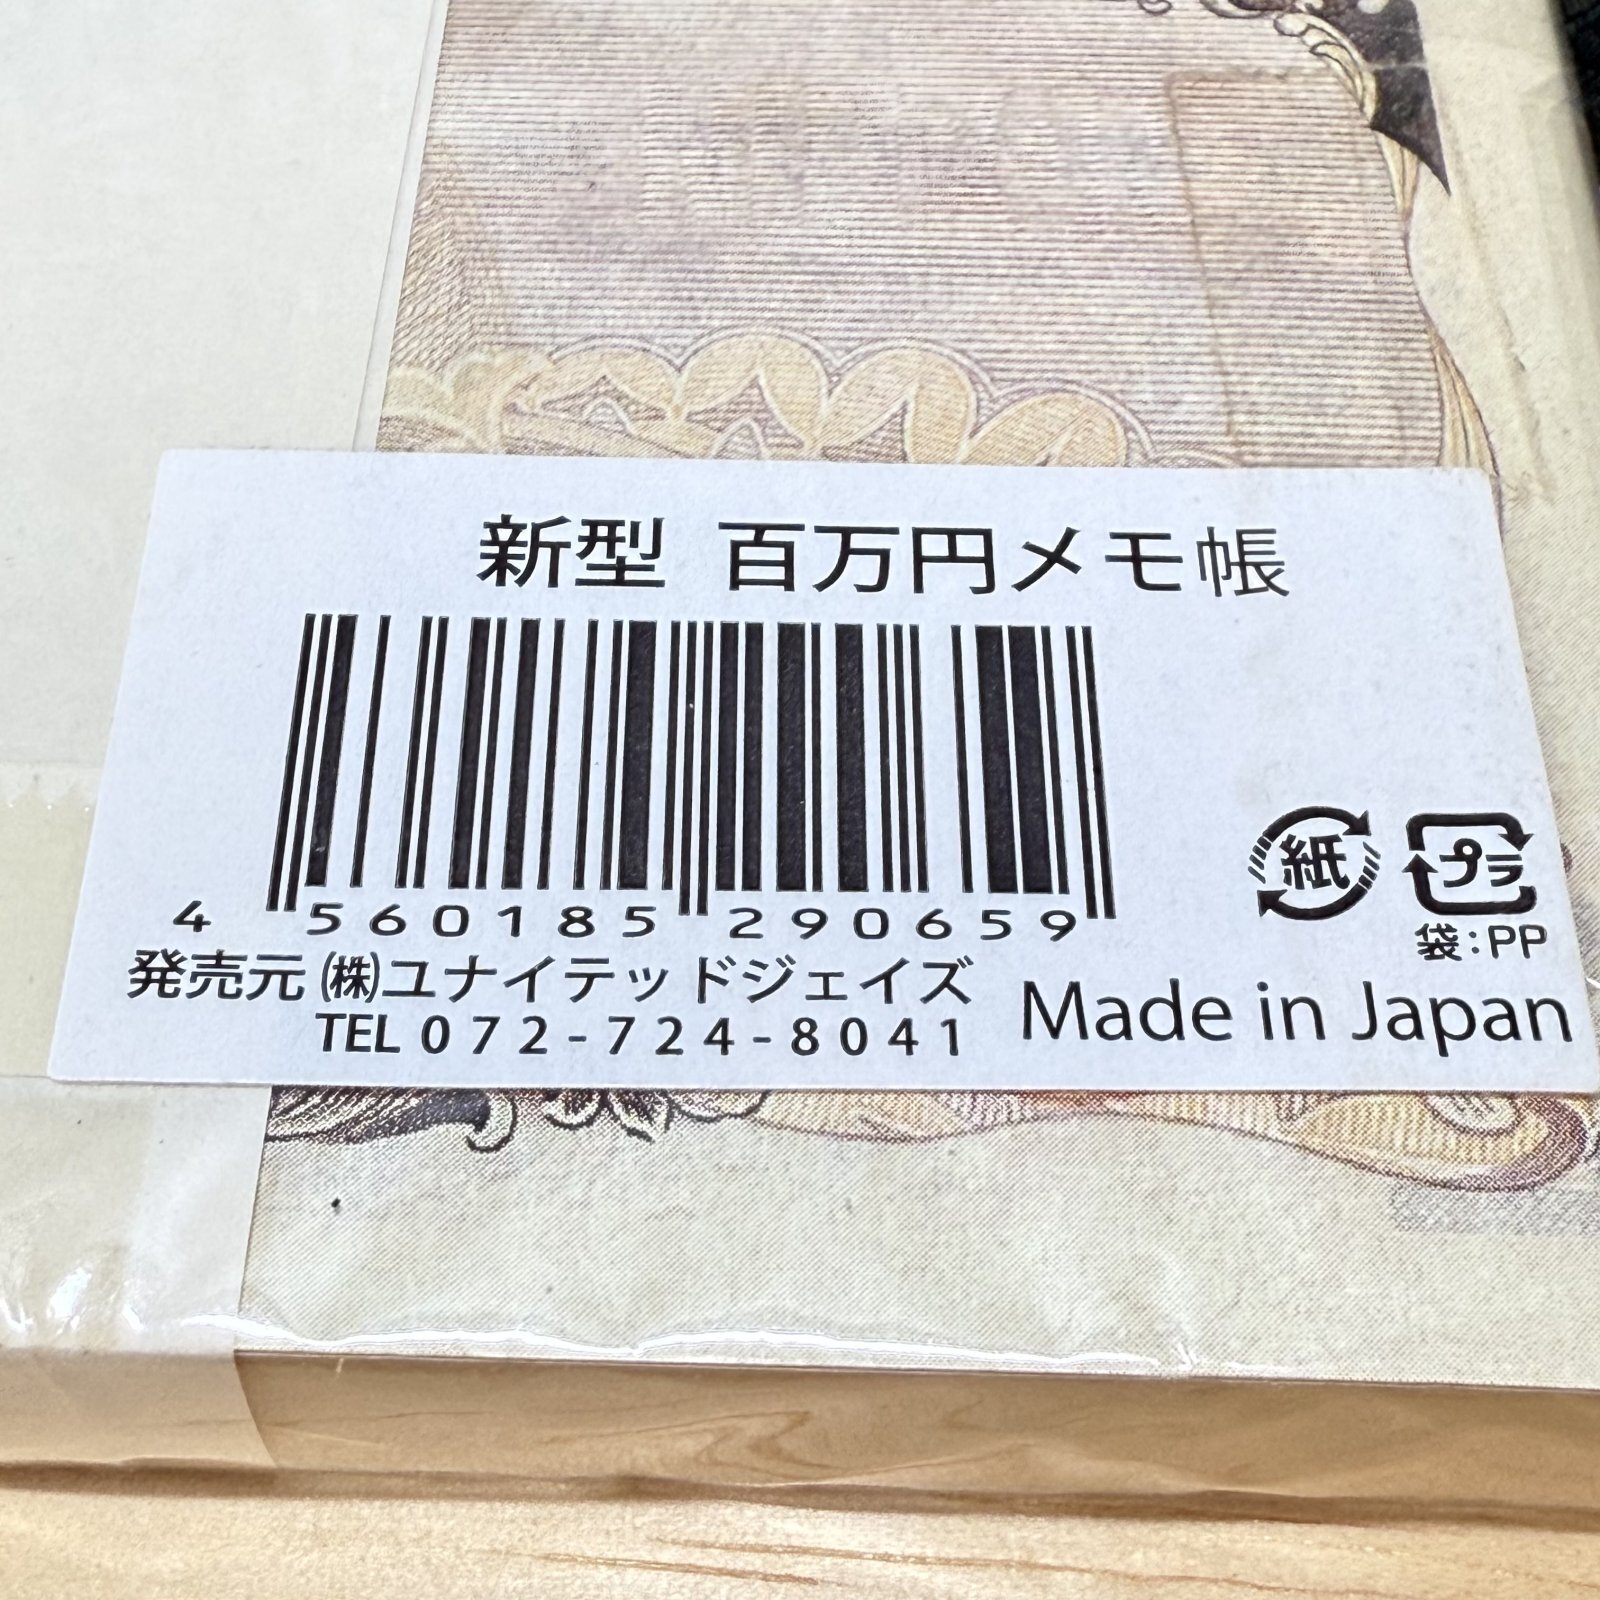 新型 百万円メモ帳
4 560185 290659
紙
プラ
袋:PP
発売元 ㈱ユナイテッドジェイズ
TEL 072-724-8041
Made in Japan